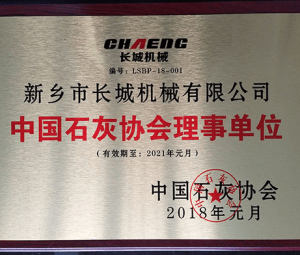 CHAENG
长城机械
编号：LSBP-18-001
新乡市长城机械有限公司
中国石灰协会理事单位
（有效期至：2021年元月）
中国石灰协会
2018年元月